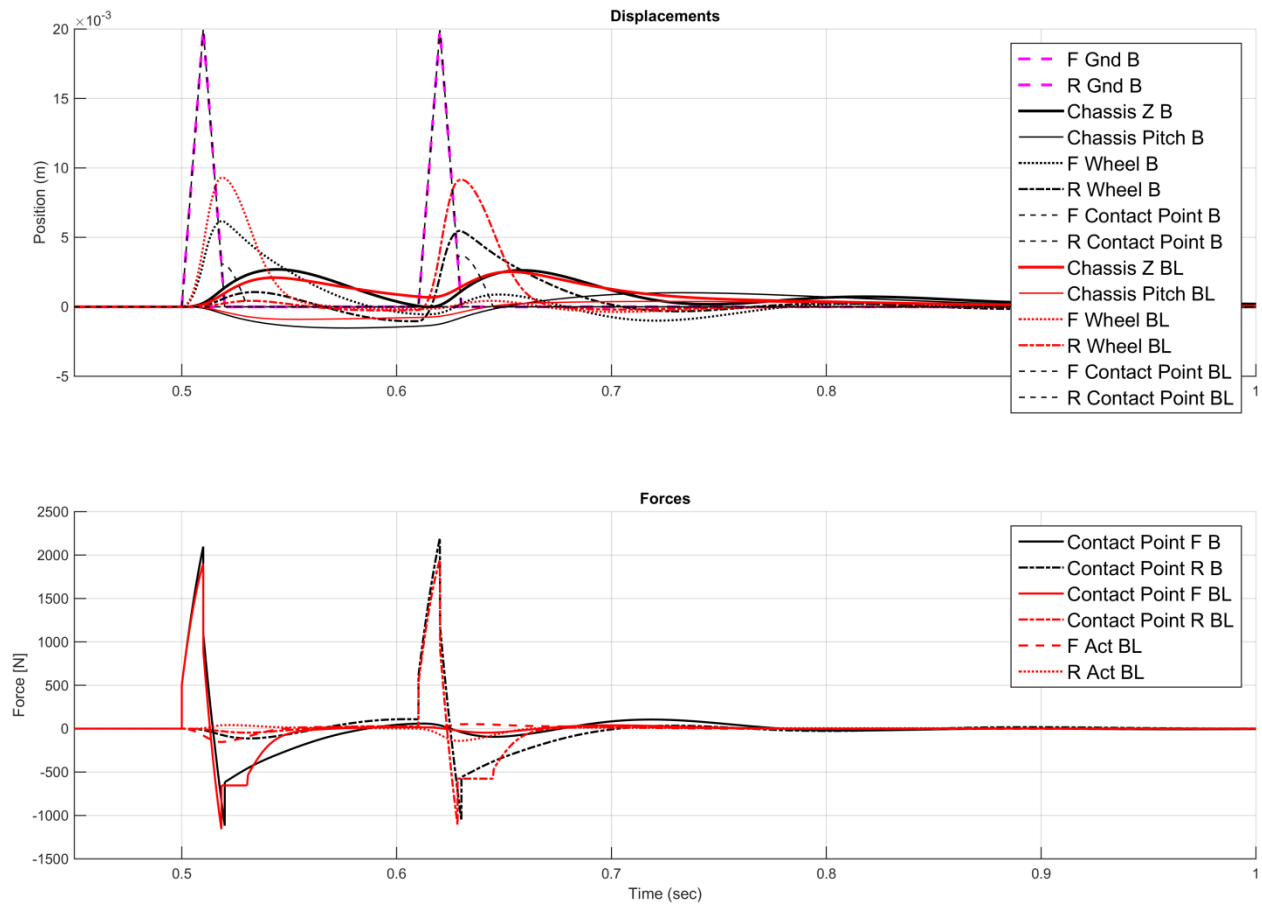 Displacements
×10⁻³
20
15
10
5
0
-5
Position (m)
0.5
0.6
0.7
0.8
1
F Gnd B
R Gnd B
Chassis Z B
Chassis Pitch B
F Wheel B
R Wheel B
F Contact Point B
R Contact Point B
Chassis Z BL
Chassis Pitch BL
F Wheel BL
R Wheel BL
F Contact Point BL
R Contact Point BL
Forces
2500
2000
1500
1000
500
0
-500
-1000
-1500
Force [N]
0.5
0.6
0.7
0.8
0.9
1
Time (sec)
Contact Point F B
Contact Point R B
Contact Point F BL
Contact Point R BL
F Act BL
R Act BL